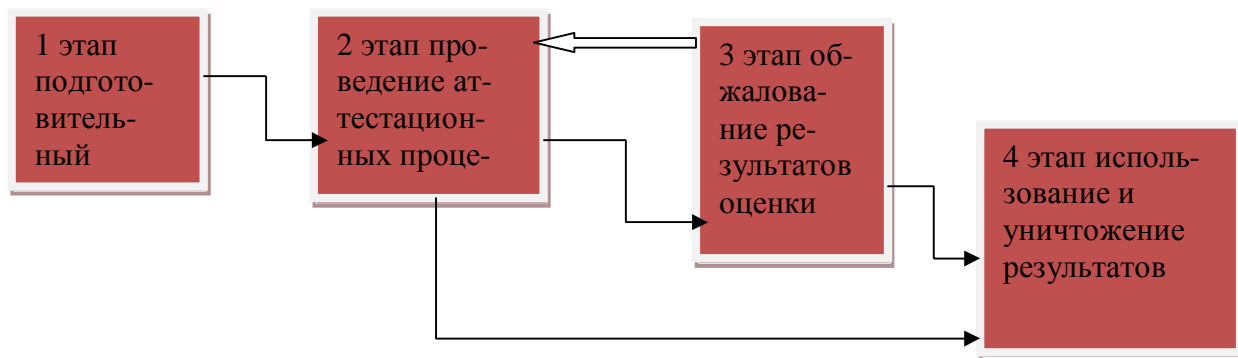 1 этап
подгото-
витель-
ный
2 этап про-
ведение ат-
тестацион-
ных проце-
3 этап об-
жалова-
ние ре-
зультатов
оценки
4 этап исполь-
зование и
уничтожение
результатов